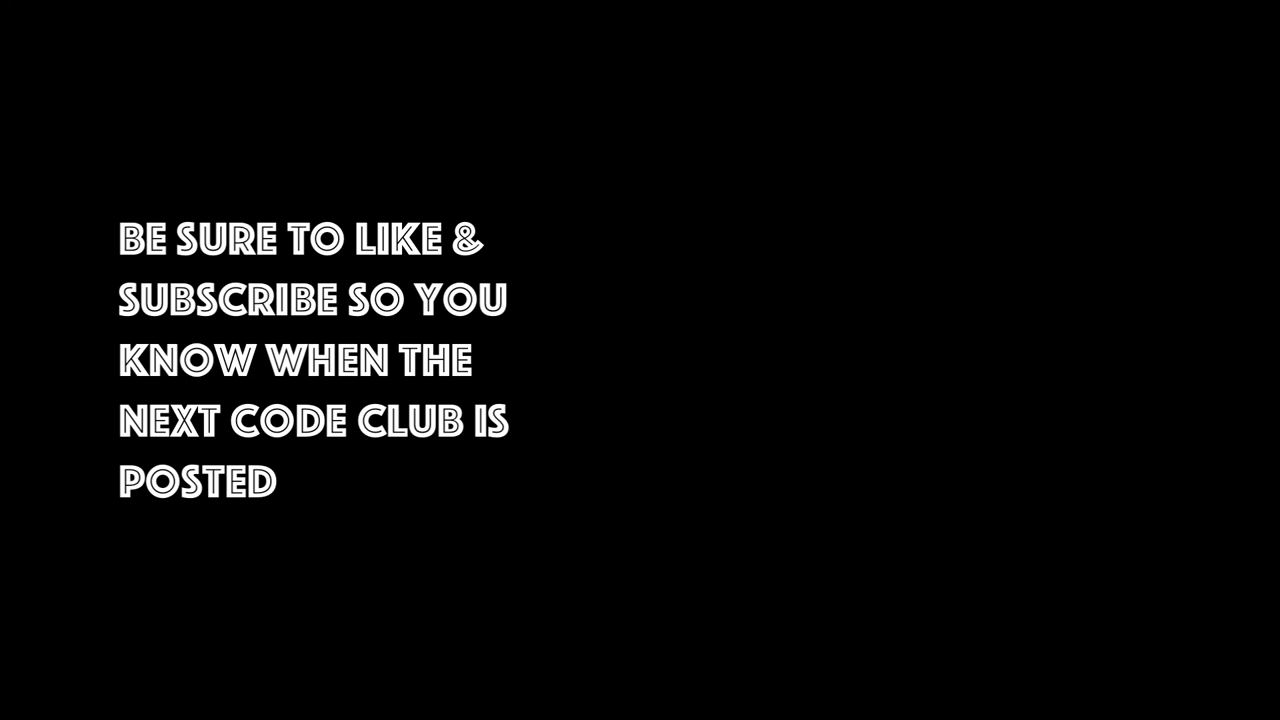 BE SURE TO LIKE &
SUBSCRIBE SO YOU
KNOW WHEN THE
NEXT CODE CLUB IS
POSTED